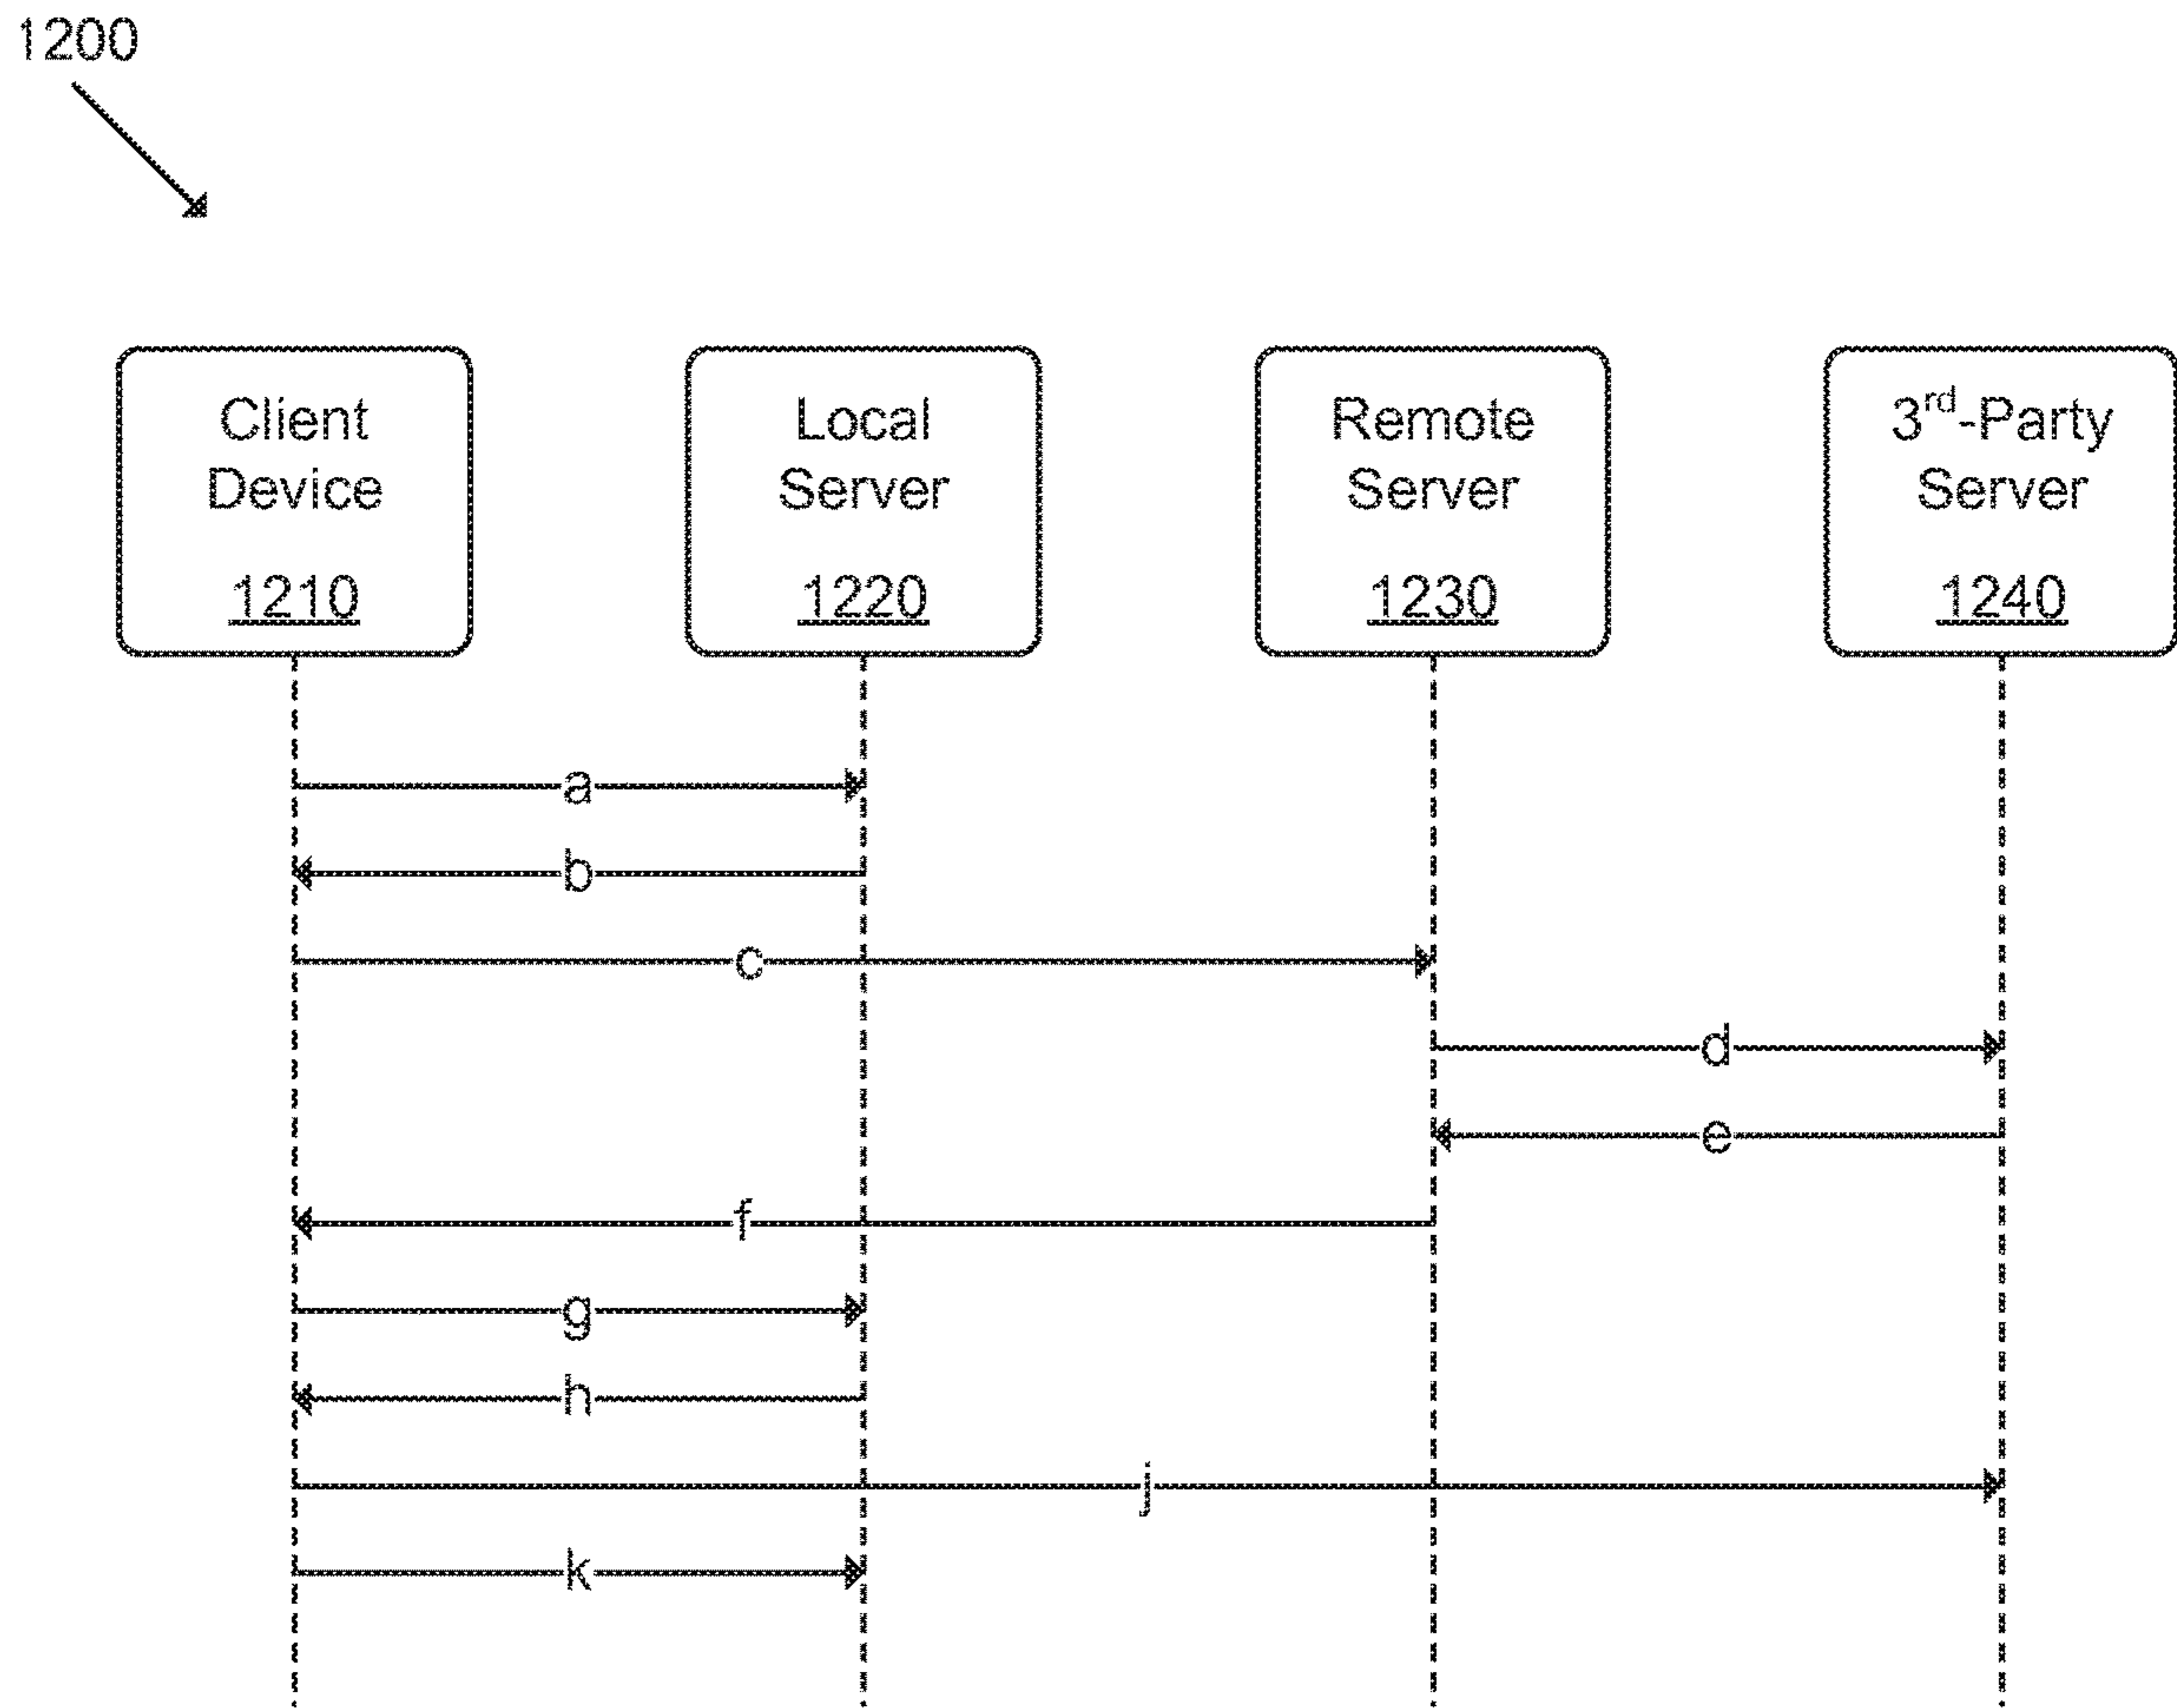 1200
Client
Device
1210
Local
Server
1220
Remote
Server
1230
3rd-Party
Server
1240
a
b
c
d
e
f
g
h
j
k